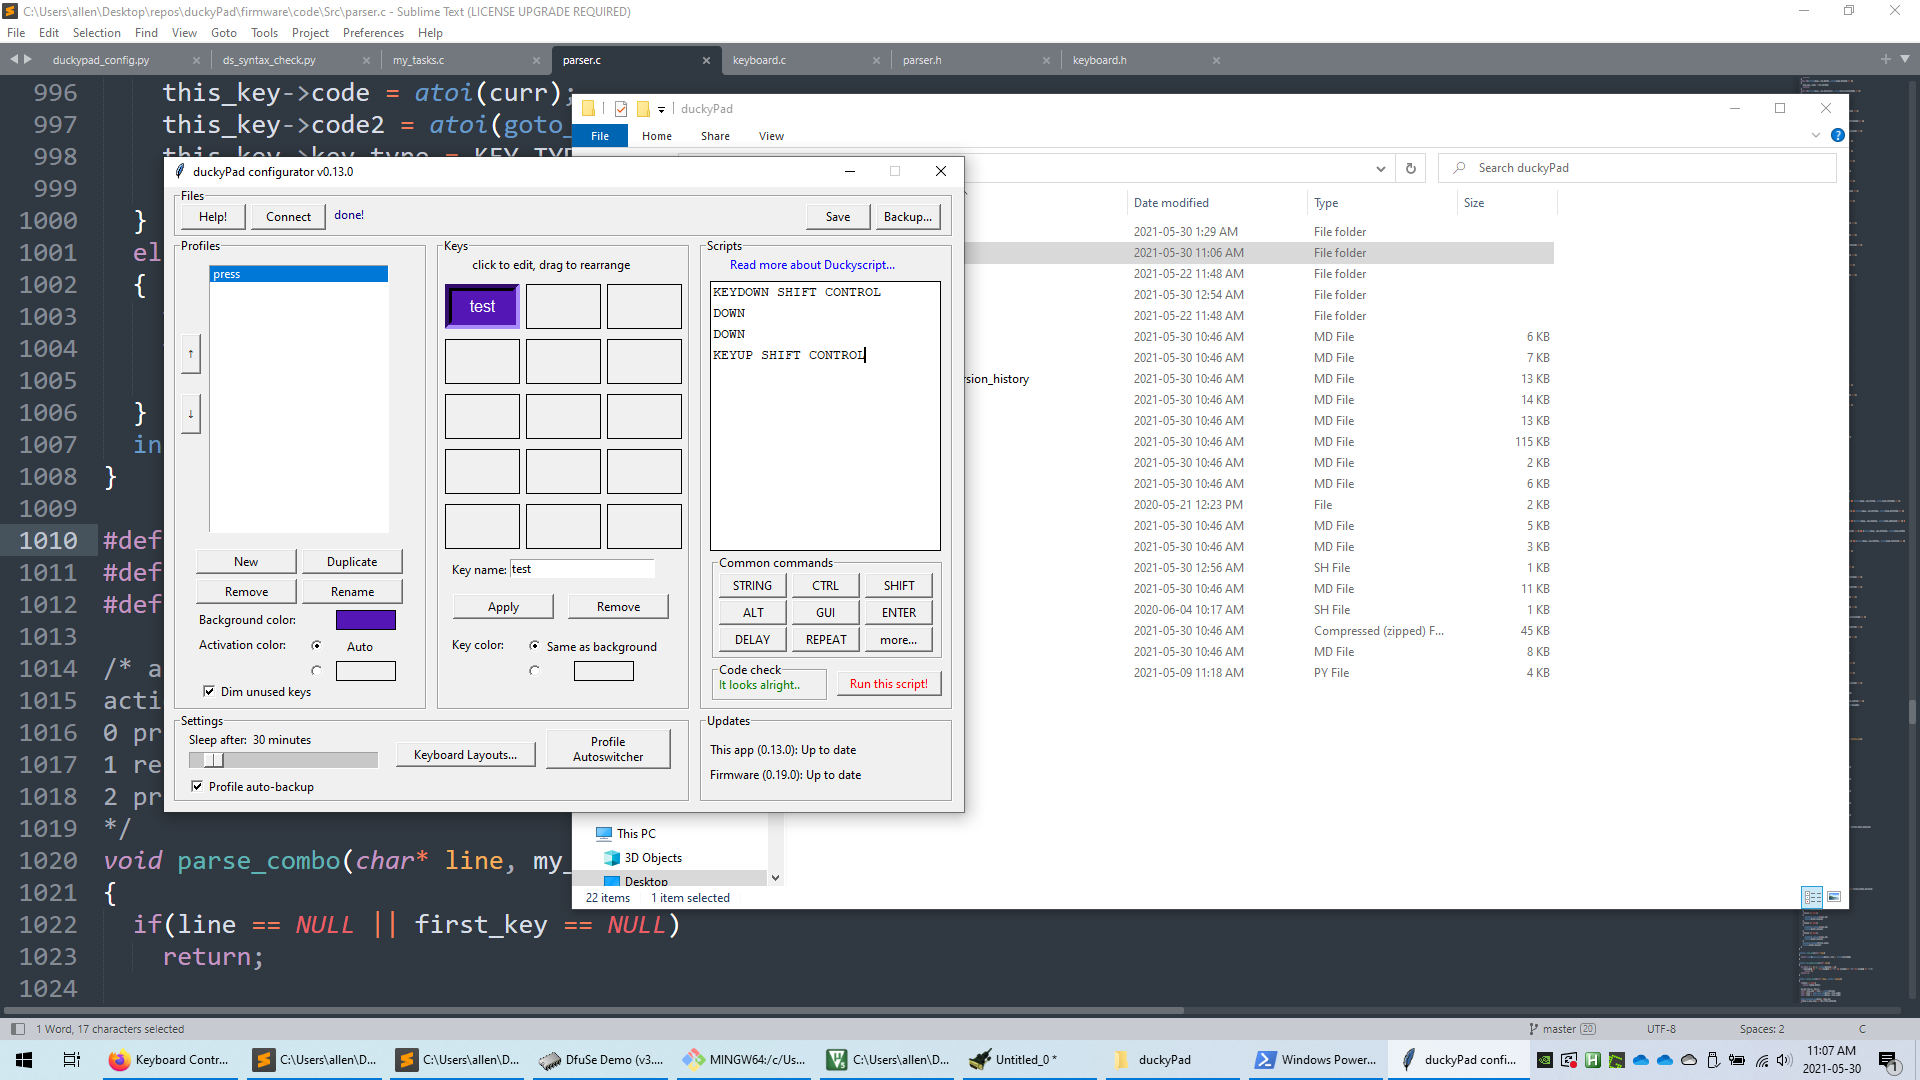 C:\Users\allen\Desktop\repos\duckyPad\firmware\code\Src\parser.c - Sublime Text (LICENSE UPGRADE REQUIRED)
File Edit Selection Find View Goto Tools Project Preferences Help
duckypad_config.py ds_syntax_check.py my_tasks.c parser.c keyboard.c parser.h keyboard.h
996 this_key->code = atoi(curr);
997 this_key->code2 = atoi(goto_
998 this_key->key_type = KEY_TYP
999
1000 }
1001 el
1002 {
1003
1004
1005
1006 }
1007 in
1008 }
1009
1010 #def
1011 #def
1012 #def
1013
1014 /* a
1015 acti
1016 0 pr
1017 1 re
1018 2 pr
1019 */
1020 void parse_combo(char* line, my_
1021 {
1022 if(line == NULL || first_key == NULL)
1023 return;
1024
1 Word, 17 characters selected
master 20 UTF-8 Spaces: 2 C
duckyPad
File Home Share View
Search duckyPad
Date modified Type Size
2021-05-30 1:29 AM File folder
2021-05-30 11:06 AM File folder
2021-05-22 11:48 AM File folder
2021-05-30 12:54 AM File folder
2021-05-22 11:48 AM File folder
2021-05-30 10:46 AM MD File 6 KB
2021-05-30 10:46 AM MD File 7 KB
rsion_history 2021-05-30 10:46 AM MD File 13 KB
2021-05-30 10:46 AM MD File 14 KB
2021-05-30 10:46 AM MD File 13 KB
2021-05-30 10:46 AM MD File 115 KB
2021-05-30 10:46 AM MD File 2 KB
2021-05-30 10:46 AM MD File 6 KB
2020-05-21 12:23 PM File 2 KB
2021-05-30 10:46 AM MD File 5 KB
2021-05-30 10:46 AM MD File 3 KB
2021-05-30 12:56 AM SH File 1 KB
2021-05-30 10:46 AM MD File 11 KB
2020-06-04 10:17 AM SH File 1 KB
2021-05-30 10:46 AM Compressed (zipped) F... 45 KB
2021-05-30 10:46 AM MD File 8 KB
2021-05-09 11:18 AM PY File 4 KB
This PC
3D Objects
Desktop
22 items 1 item selected
duckyPad configurator v0.13.0
Files
Help! Connect done! Save Backup...
Profiles
press
↑
↓
New Duplicate
Remove Rename
Background color:
Activation color: Auto
Dim unused keys
Keys
click to edit, drag to rearrange
test
Key name: test
Apply Remove
Key color: Same as background
Scripts
Read more about Duckyscript...
KEYDOWN SHIFT CONTROL
DOWN
DOWN
KEYUP SHIFT CONTROL
Common commands
STRING CTRL SHIFT
ALT GUI ENTER
DELAY REPEAT more...
Code check
It looks alright.. Run this script!
Settings
Sleep after: 30 minutes
Keyboard Layouts... Profile Autoswitcher
Profile auto-backup
Updates
This app (0.13.0): Up to date
Firmware (0.19.0): Up to date
Keyboard Contr... C:\Users\allen\D... C:\Users\allen\D... DfuSe Demo (v3.... MINGW64:/c/Us... C:\Users\allen\D... Untitled_0 * duckyPad Windows Power... duckyPad confi...
11:07 AM
2021-05-30
1